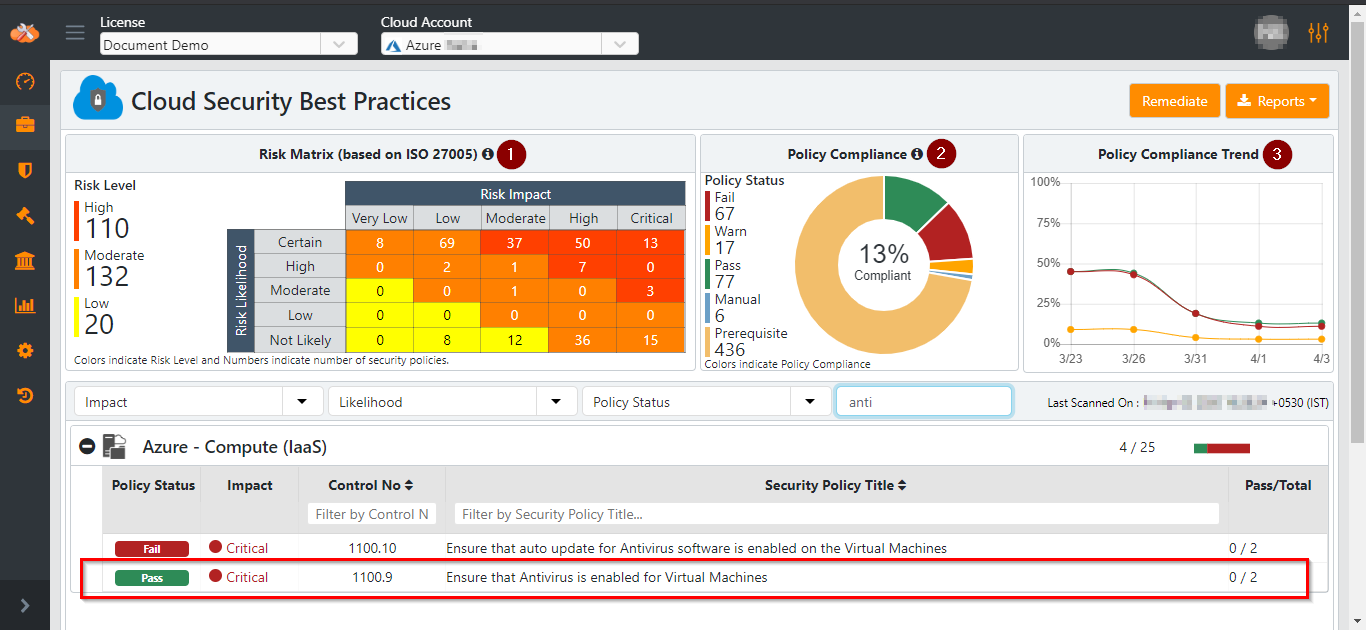 License
Cloud Account
Document Demo
Azure
Cloud Security Best Practices
Remediate
Reports
Risk Matrix (based on ISO 27005) 1
Policy Compliance 2
Policy Compliance Trend 3
Risk Level
High
110
Moderate
132
Low
20
Risk Impact
Very Low Low Moderate High Critical
Risk Likelihood
Certain 8 69 37 50 13
High 0 2 1 7 0
Moderate 0 0 1 0 3
Low 0 0 0 0 0
Not Likely 0 8 12 36 15
Colors indicate Risk Level and Numbers indicate number of security policies.
Policy Status
Fail
67
Warn
17
Pass
77
Manual
6
Prerequisite
436
13%
Compliant
Colors indicate Policy Compliance
100%
75%
50%
25%
0%
3/23 3/26 3/31 4/1 4/3
Impact
Likelihood
Policy Status
anti
Last Scanned On : +0530 (IST)
Azure - Compute (IaaS)
4 / 25
Policy Status Impact Control No Security Policy Title Pass/Total
Filter by Control N
Filter by Security Policy Title...
Fail Critical 1100.10 Ensure that auto update for Antivirus software is enabled on the Virtual Machines 0 / 2
Pass Critical 1100.9 Ensure that Antivirus is enabled for Virtual Machines 0 / 2